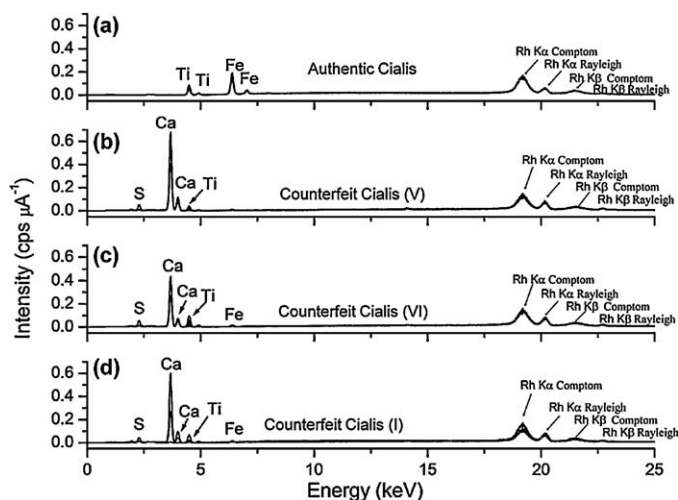 (a)
Authentic Cialis
Ti
Ti
Fe
Fe
Rh Kα Comptom
Rh Kα Rayleigh
Rh Kβ Comptom
Rh Kβ Rayleigh
0.6
0.4
0.2
0.0
(b)
Counterfeit Cialis (V)
S
Ca
Ca
Ti
Rh Kα Comptom
Rh Kα Rayleigh
Rh Kβ Comptom
Rh Kβ Rayleigh
0.6
0.4
0.2
0.0
(c)
Counterfeit Cialis (VI)
S
Ca
Ca
Ti
Fe
Rh Kα Comptom
Rh Kα Rayleigh
Rh Kβ Comptom
Rh Kβ Rayleigh
0.6
0.4
0.2
0.0
(d)
Counterfeit Cialis (I)
S
Ca
Ca
Ti
Fe
Rh Kα Comptom
Rh Kα Rayleigh
Rh Kβ Comptom
Rh Kβ Rayleigh
0.6
0.4
0.2
0.0
0 5 10 15 20 25
Energy (keV)
Intensity (cps µA⁻¹)